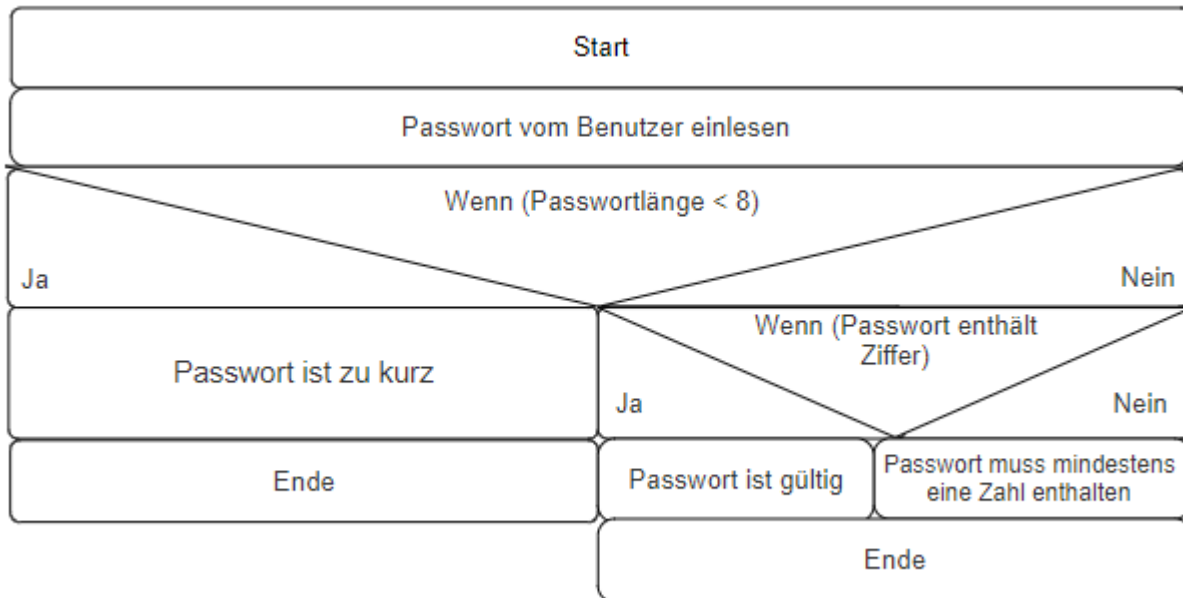 Start
Passwort vom Benutzer einlesen
Wenn (Passwortlänge < 8)
Ja
Nein
Passwort ist zu kurz
Wenn (Passwort enthält
Ziffer)
Ja
Nein
Ende
Passwort ist gültig
Passwort muss mindestens
eine Zahl enthalten
Ende